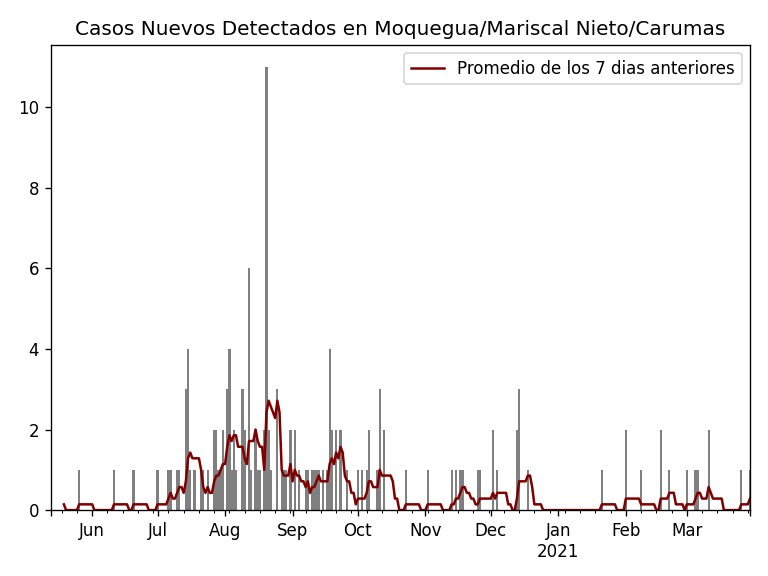 Casos Nuevos Detectados en Moquegua/Mariscal Nieto/Carumas
Promedio de los 7 dias anteriores
10
8
6
4
2
0
Jun Jul Aug Sep Oct Nov Dec Jan Feb Mar
2021